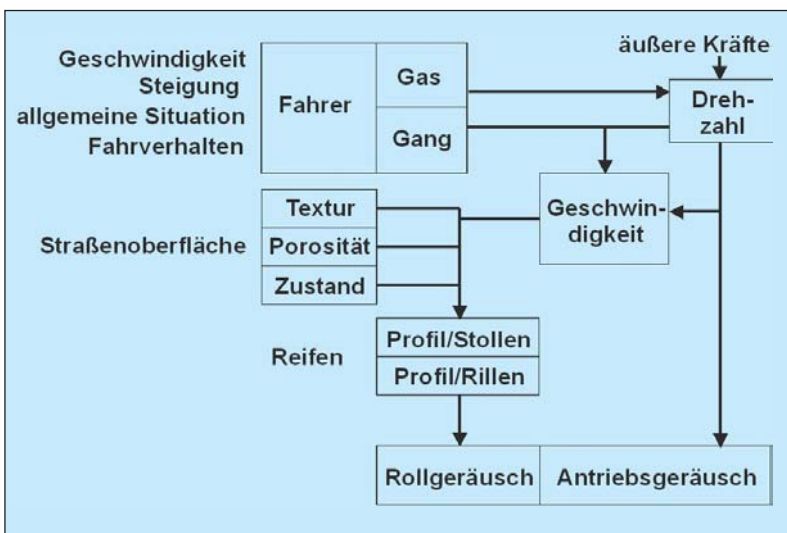 Geschwindigkeit
Steigung
allgemeine Situation
Fahrverhalten
Fahrer
Gas
Gang
äußere Kräfte
Dreh-
zahl
Geschwin-
digkeit
Straßenoberfläche
Textur
Porosität
Zustand
Reifen
Profil/Stollen
Profil/Rillen
Rollgeräusch
Antriebsgeräusch